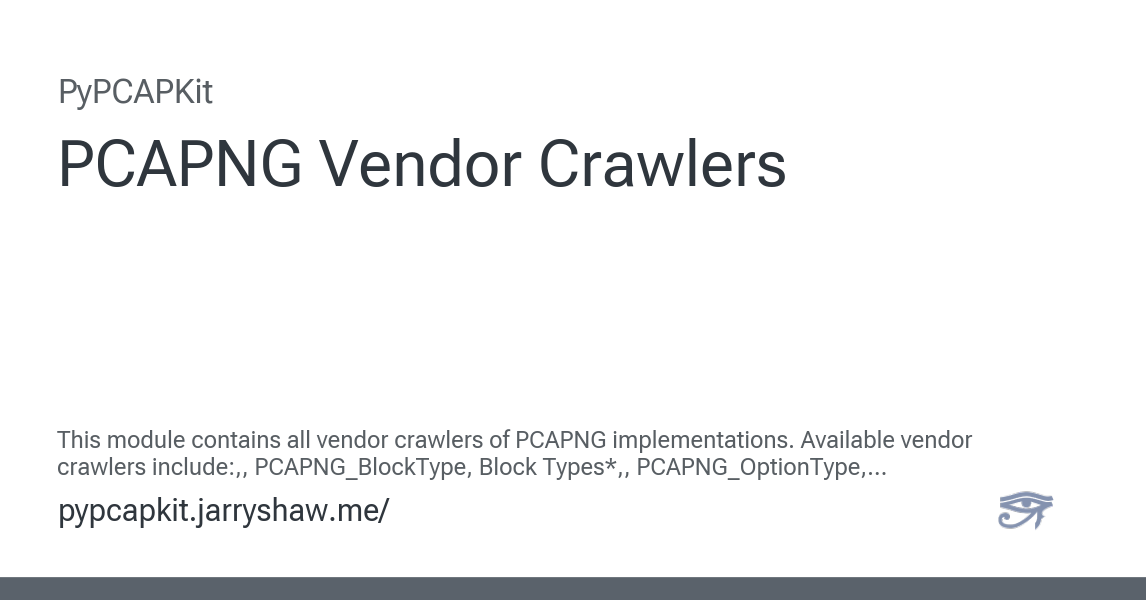 PyPCAPKit
PCAPNG Vendor Crawlers
This module contains all vendor crawlers of PCAPNG implementations. Available vendor
crawlers include:,, PCAPNG_BlockType, Block Types*,, PCAPNG_OptionType,...
pypcapkit.jarryshaw.me/